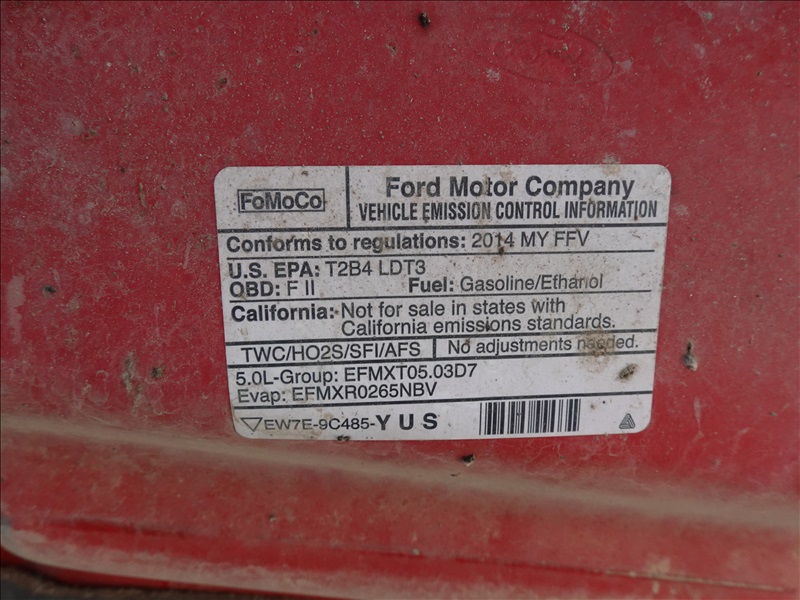 FoMoCo
Ford Motor Company
VEHICLE EMISSION CONTROL INFORMATION
Conforms to regulations: 2014 MY FFV
U.S. EPA: T2B4 LDT3
OBD: F II Fuel: Gasoline/Ethanol
California: Not for sale in states with
California emissions standards.
TWC/HO2S/SFI/AFS No adjustments needed.
5.0L-Group: EFMXT05.03D7
Evap: EFMXR0265NBV
EW7E-9C485-YUS